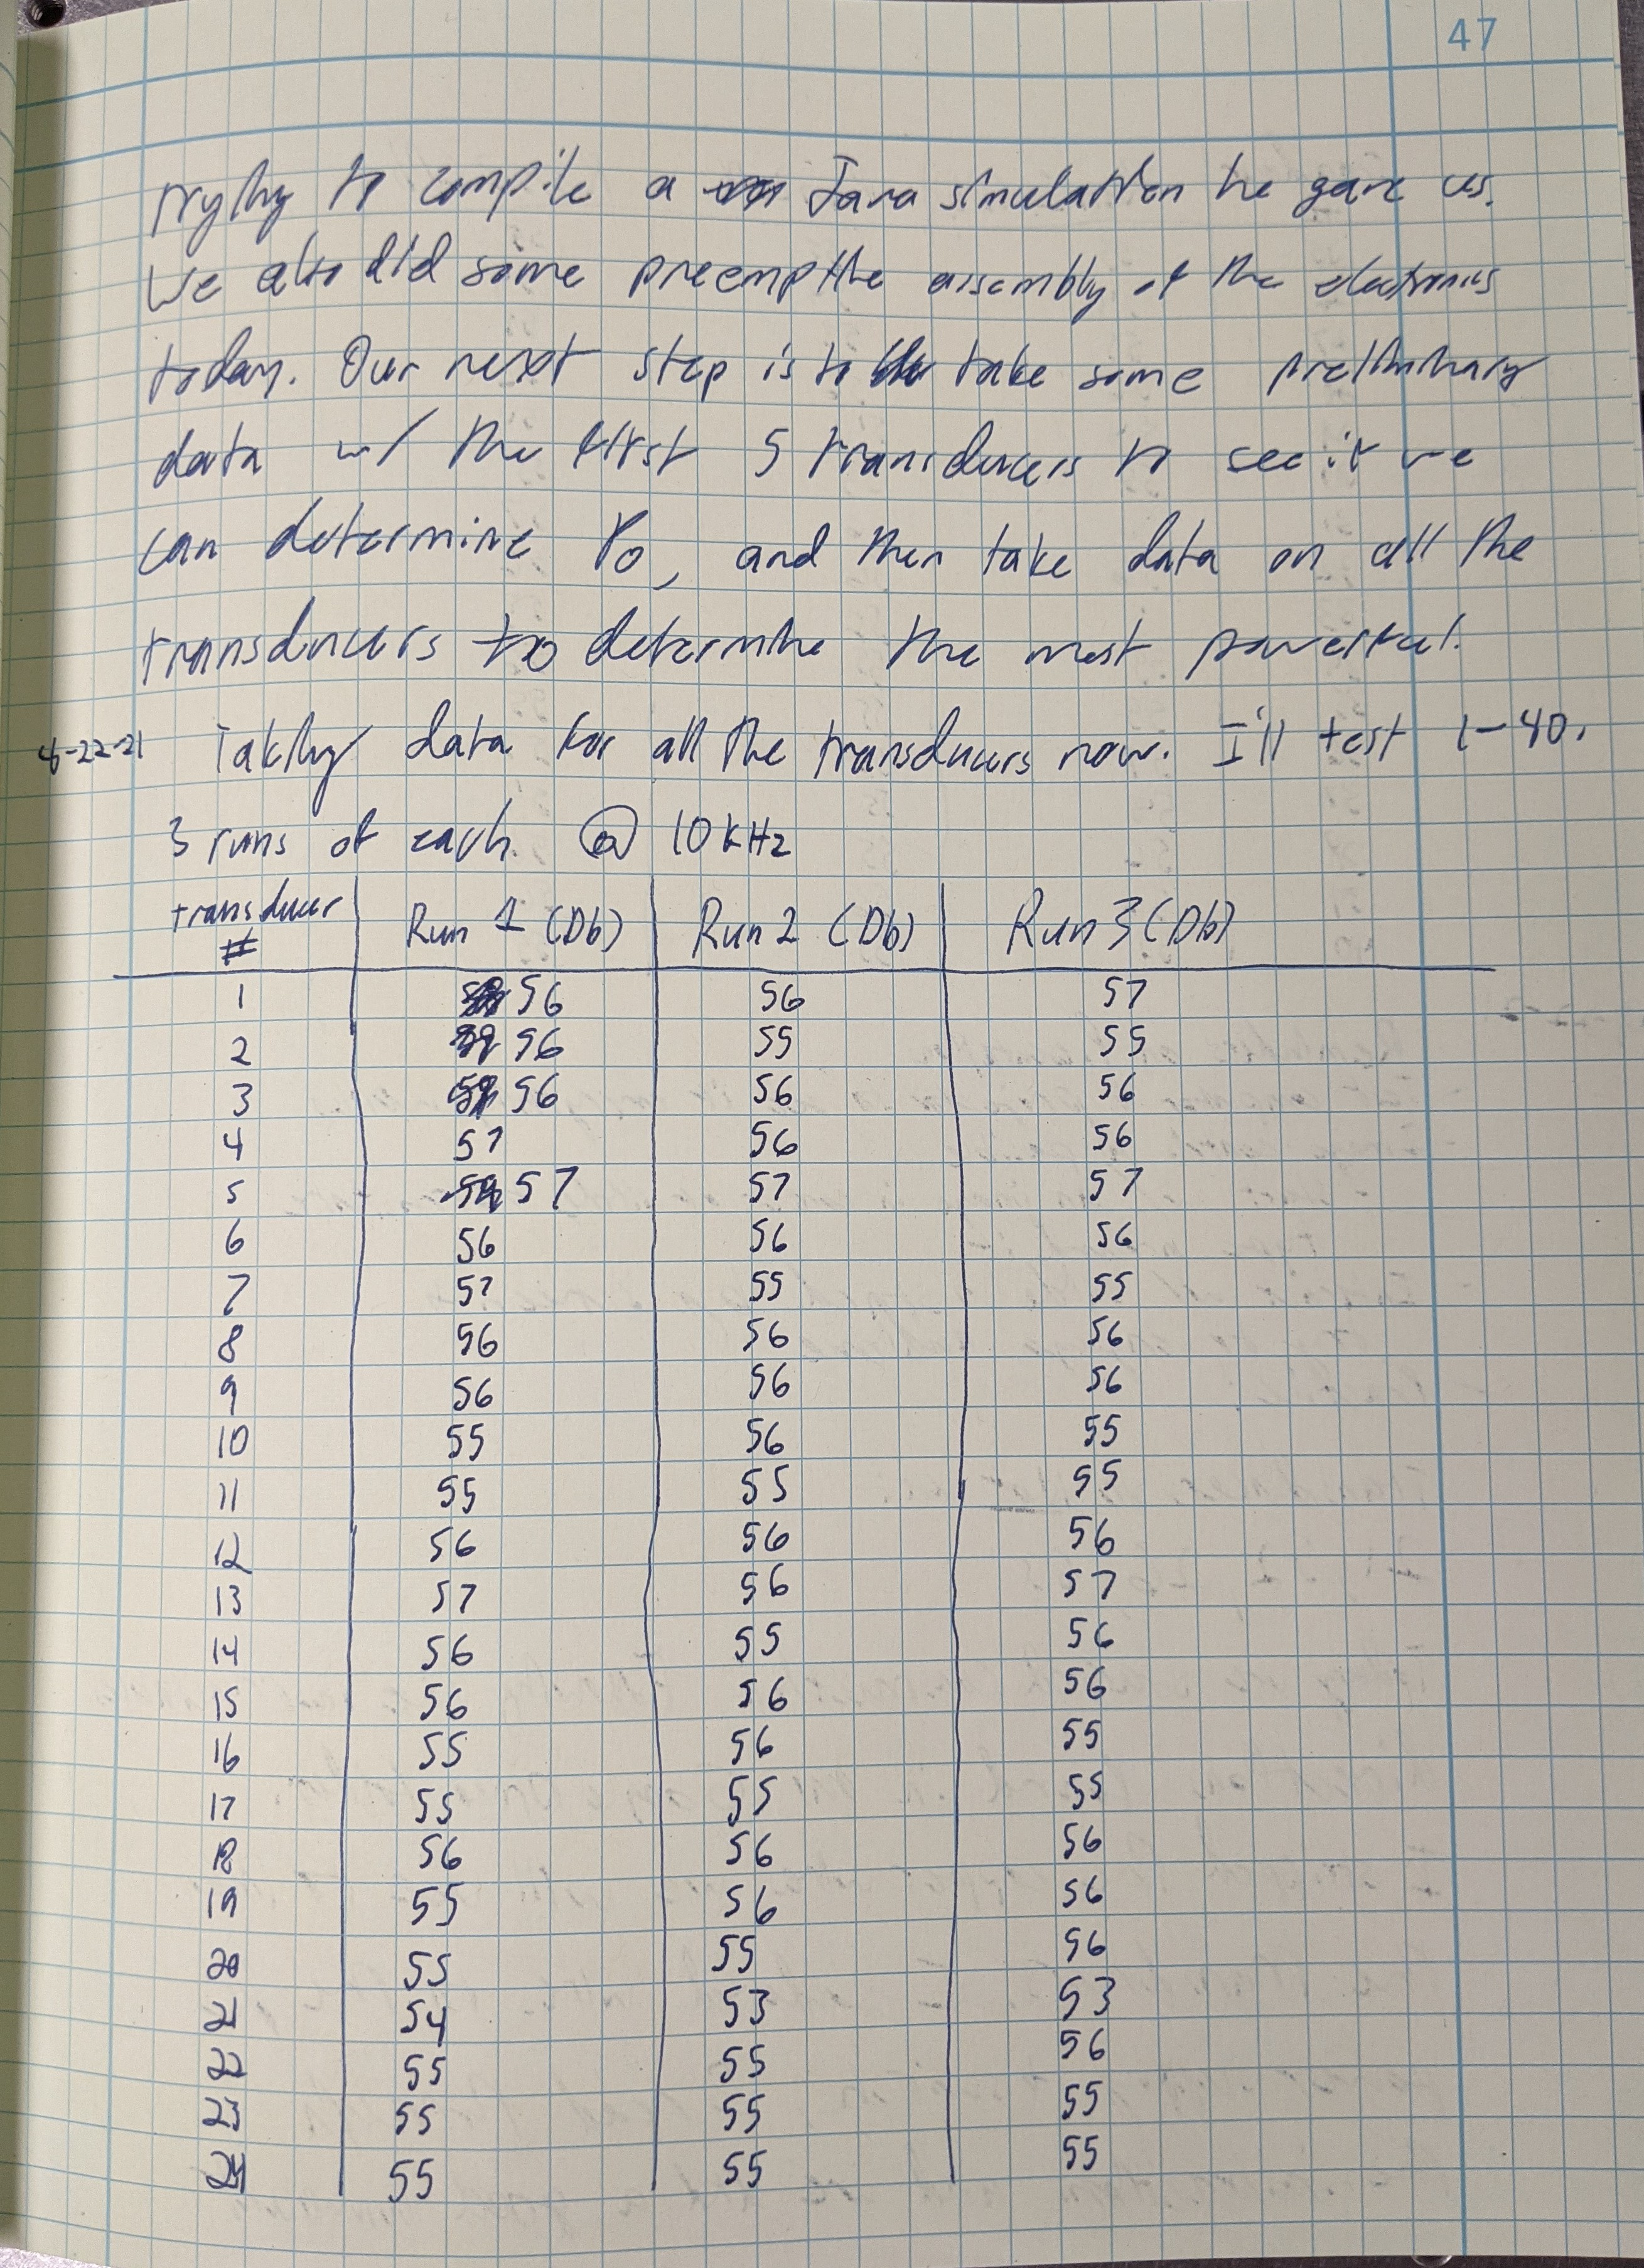 47
trying to compile a Java simulation he gave us.
We also did some preemptive assembly of the electronics
today. Our next step is to take some preliminary
data w/ the first 5 transducers to see if we
can determine P0, and then take data on all the
transducers to determine the most powerful.
4-22-21 Taking data for all the transducers now. I'll test 1-40.
3 runs of each @ 10 kHz
transducer # Run 1 (Db) Run 2 (Db) Run 3 (Db)
1 56 56 57
2 56 55 55
3 56 56 56
4 57 56 56
5 57 57 57
6 56 56 56
7 57 55 55
8 56 56 56
9 56 56 56
10 55 56 55
11 55 55 55
12 56 56 56
13 57 56 57
14 56 55 56
15 56 56 56
16 55 56 55
17 55 55 55
18 56 56 56
19 55 56 56
20 55 55 56
21 54 53 53
22 55 55 56
23 55 55 55
24 55 55 55